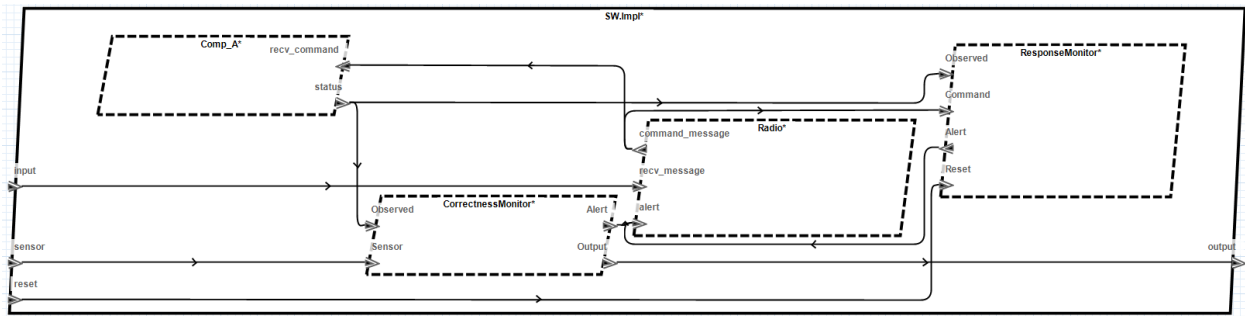 SW.Impl*
Comp_A*
recv_command
status
ResponseMonitor*
Observed
Command
Alert
Reset
Radio*
command_message
recv_message
alert
input
CorrectnessMonitor*
Observed
Alert
Sensor
Output
sensor
reset
output